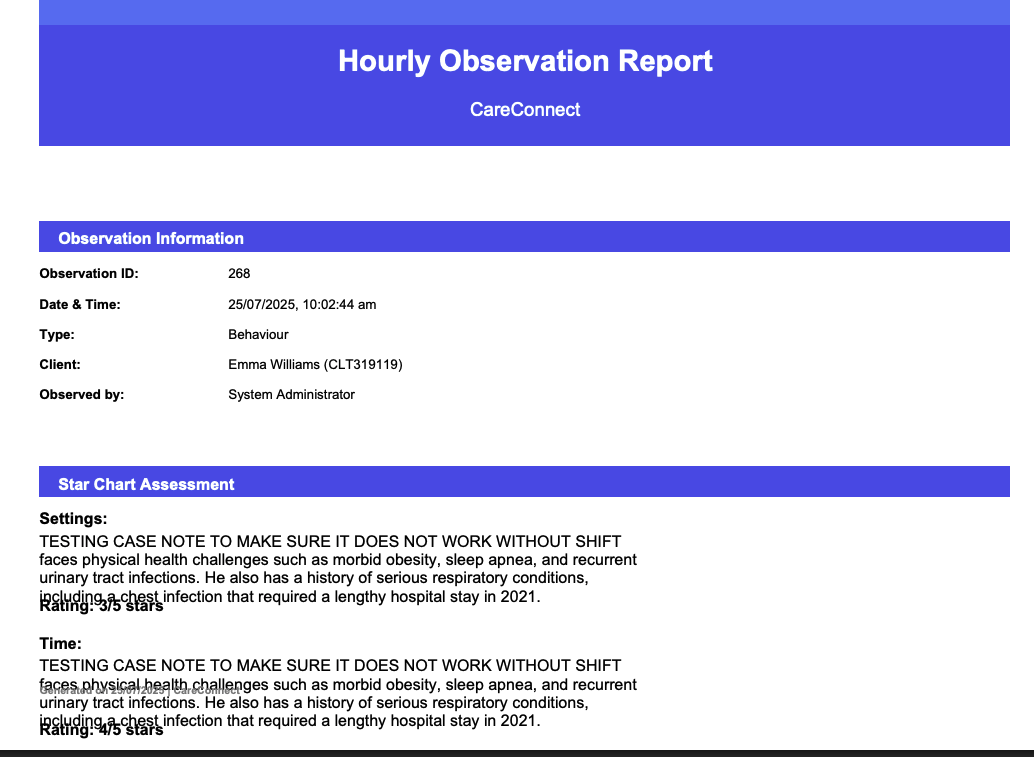 Hourly Observation Report
CareConnect
Observation Information
Observation ID: 268
Date & Time: 25/07/2025, 10:02:44 am
Type: Behaviour
Client: Emma Williams (CLT319119)
Observed by: System Administrator
Star Chart Assessment
Settings:
TESTING CASE NOTE TO MAKE SURE IT DOES NOT WORK WITHOUT SHIFT
faces physical health challenges such as morbid obesity, sleep apnea, and recurrent
urinary tract infections. He also has a history of serious respiratory conditions,
including a chest infection that required a lengthy hospital stay in 2021.
Rating: 3/5 stars
Time:
TESTING CASE NOTE TO MAKE SURE IT DOES NOT WORK WITHOUT SHIFT
faces physical health challenges such as morbid obesity, sleep apnea, and recurrent
Generated on 25/07/2025 | CareConnect
urinary tract infections. He also has a history of serious respiratory conditions,
including a chest infection that required a lengthy hospital stay in 2021.
Rating: 4/5 stars